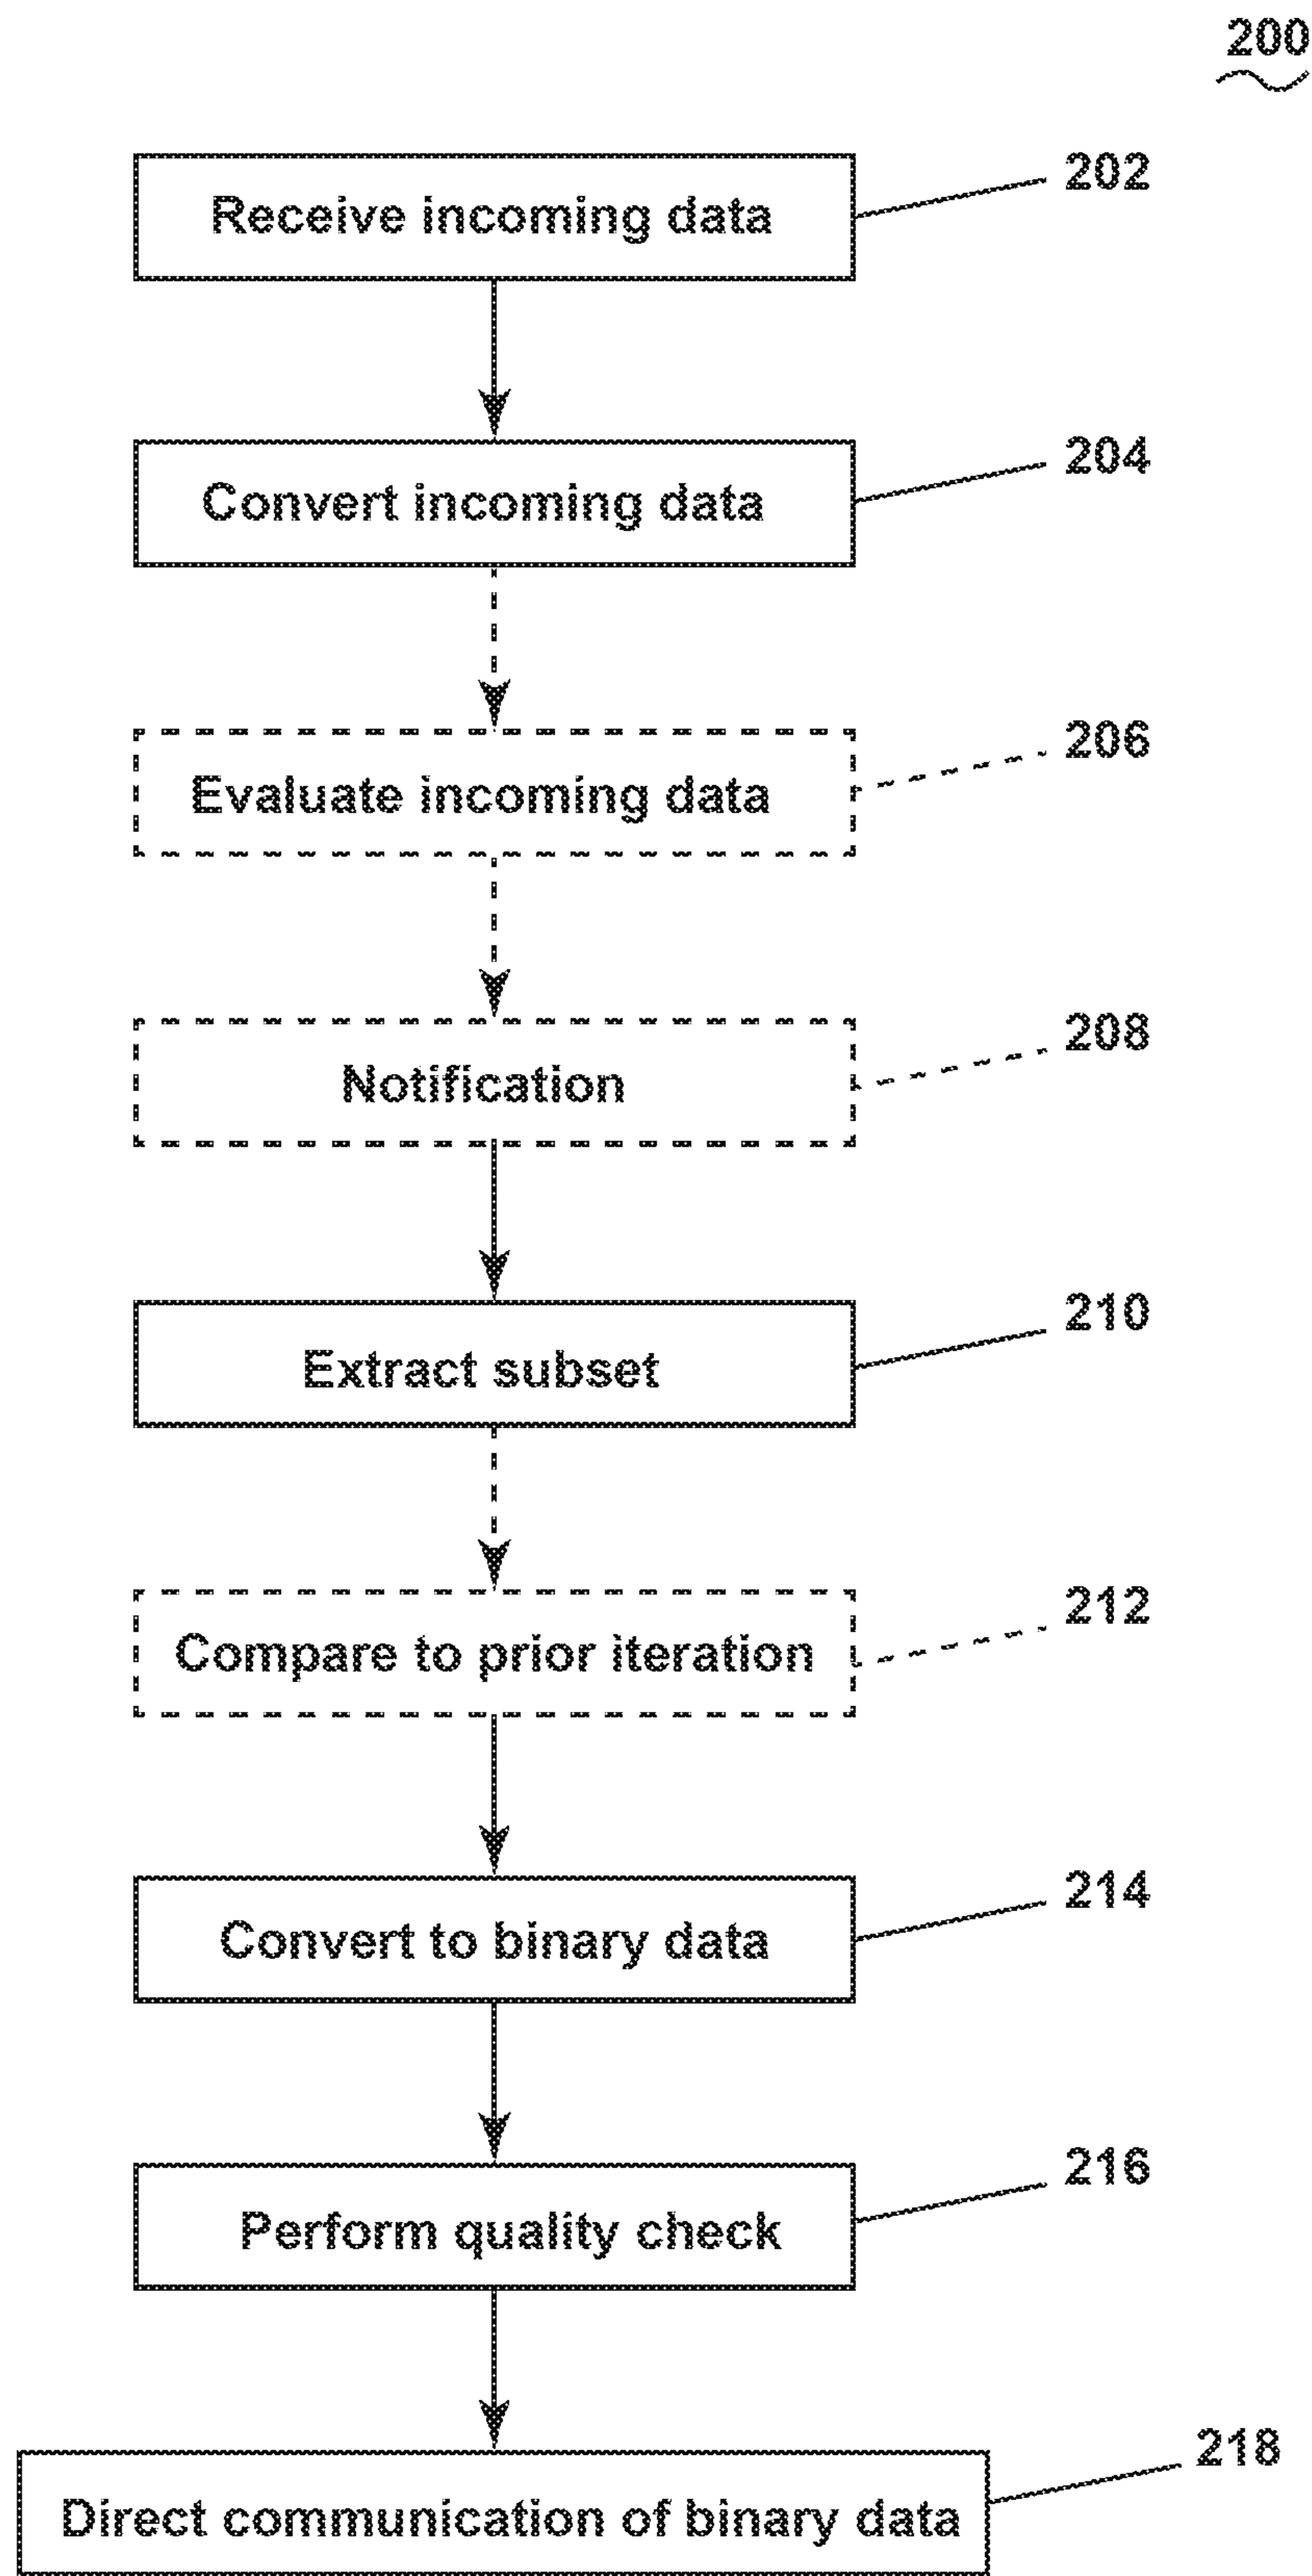 200
Receive incoming data
202
Convert incoming data
204
Evaluate incoming data
206
Notification
208
Extract subset
210
Compare to prior iteration
212
Convert to binary data
214
Perform quality check
216
Direct communication of binary data
218